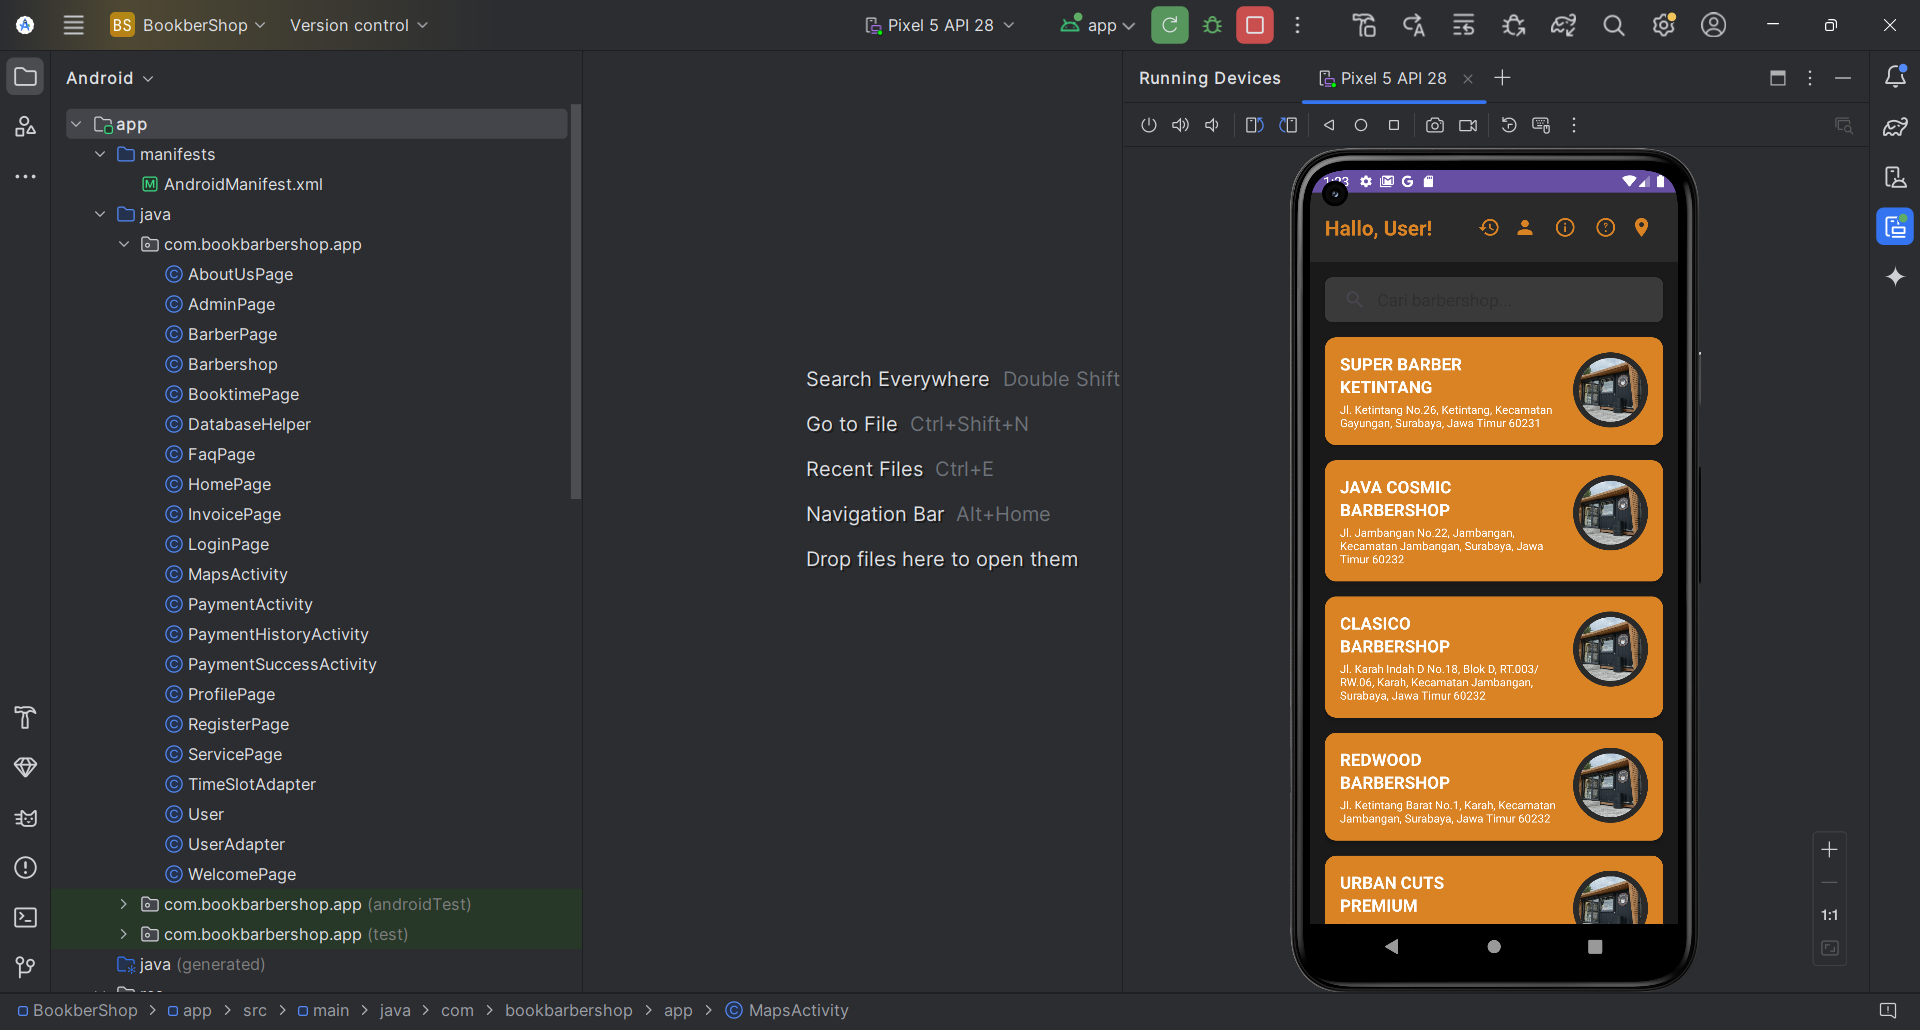 BS BookberShop Version control Pixel 5 API 28 app
Android
app
manifests
AndroidManifest.xml
java
com.bookbarbershop.app
AboutUsPage
AdminPage
BarberPage
Barbershop
BooktimePage
DatabaseHelper
FaqPage
HomePage
InvoicePage
LoginPage
MapsActivity
PaymentActivity
PaymentHistoryActivity
PaymentSuccessActivity
ProfilePage
RegisterPage
ServicePage
TimeSlotAdapter
User
UserAdapter
WelcomePage
com.bookbarbershop.app (androidTest)
com.bookbarbershop.app (test)
java (generated)
Search Everywhere Double Shift
Go to File Ctrl+Shift+N
Recent Files Ctrl+E
Navigation Bar Alt+Home
Drop files here to open them
Running Devices Pixel 5 API 28
Hallo, User!
Cari barbershop...
SUPER BARBER
KETINTANG
Jl. Ketintang No.26, Ketintang, Kecamatan
Gayungan, Surabaya, Jawa Timur 60231
JAVA COSMIC
BARBERSHOP
Jl. Jambangan No.22, Jambangan,
Kecamatan Jambangan, Surabaya, Jawa
Timur 60232
CLASICO
BARBERSHOP
Jl. Karah Indah D No.18, Blok D, RT.003/
RW.06, Karah, Kecamatan Jambangan,
Surabaya, Jawa Timur 60232
REDWOOD
BARBERSHOP
Jl. Ketintang Barat No.1, Karah, Kecamatan
Jambangan, Surabaya, Jawa Timur 60232
URBAN CUTS
PREMIUM
1:1
BookberShop > app > src > main > java > com > bookbarbershop > app > MapsActivity